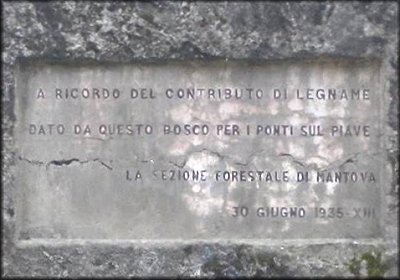 A RICORDO DEL CONTRIBUTO DI LEGNAME
DATO DA QUESTO BOSCO PER I PONTI SUL PIAVE
LA SEZIONE FORESTALE DI MANTOVA
30 GIUGNO 1935-XIII